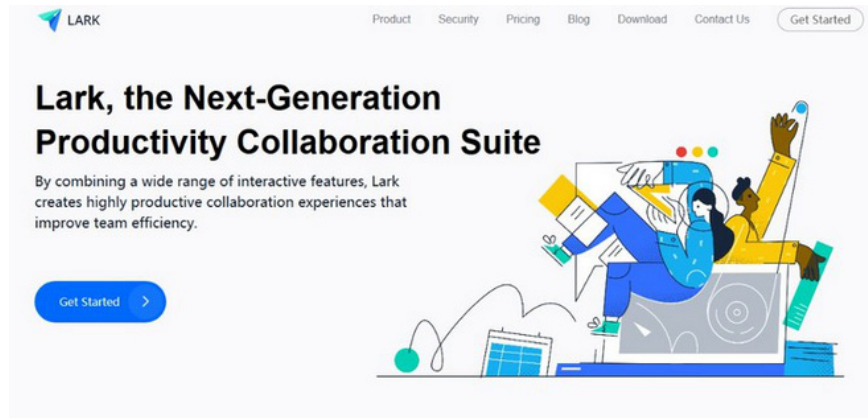 LARK
Product Security Pricing Blog Download Contact Us Get Started
Lark, the Next-Generation
Productivity Collaboration Suite
By combining a wide range of interactive features, Lark
creates highly productive collaboration experiences that
improve team efficiency.
Get Started